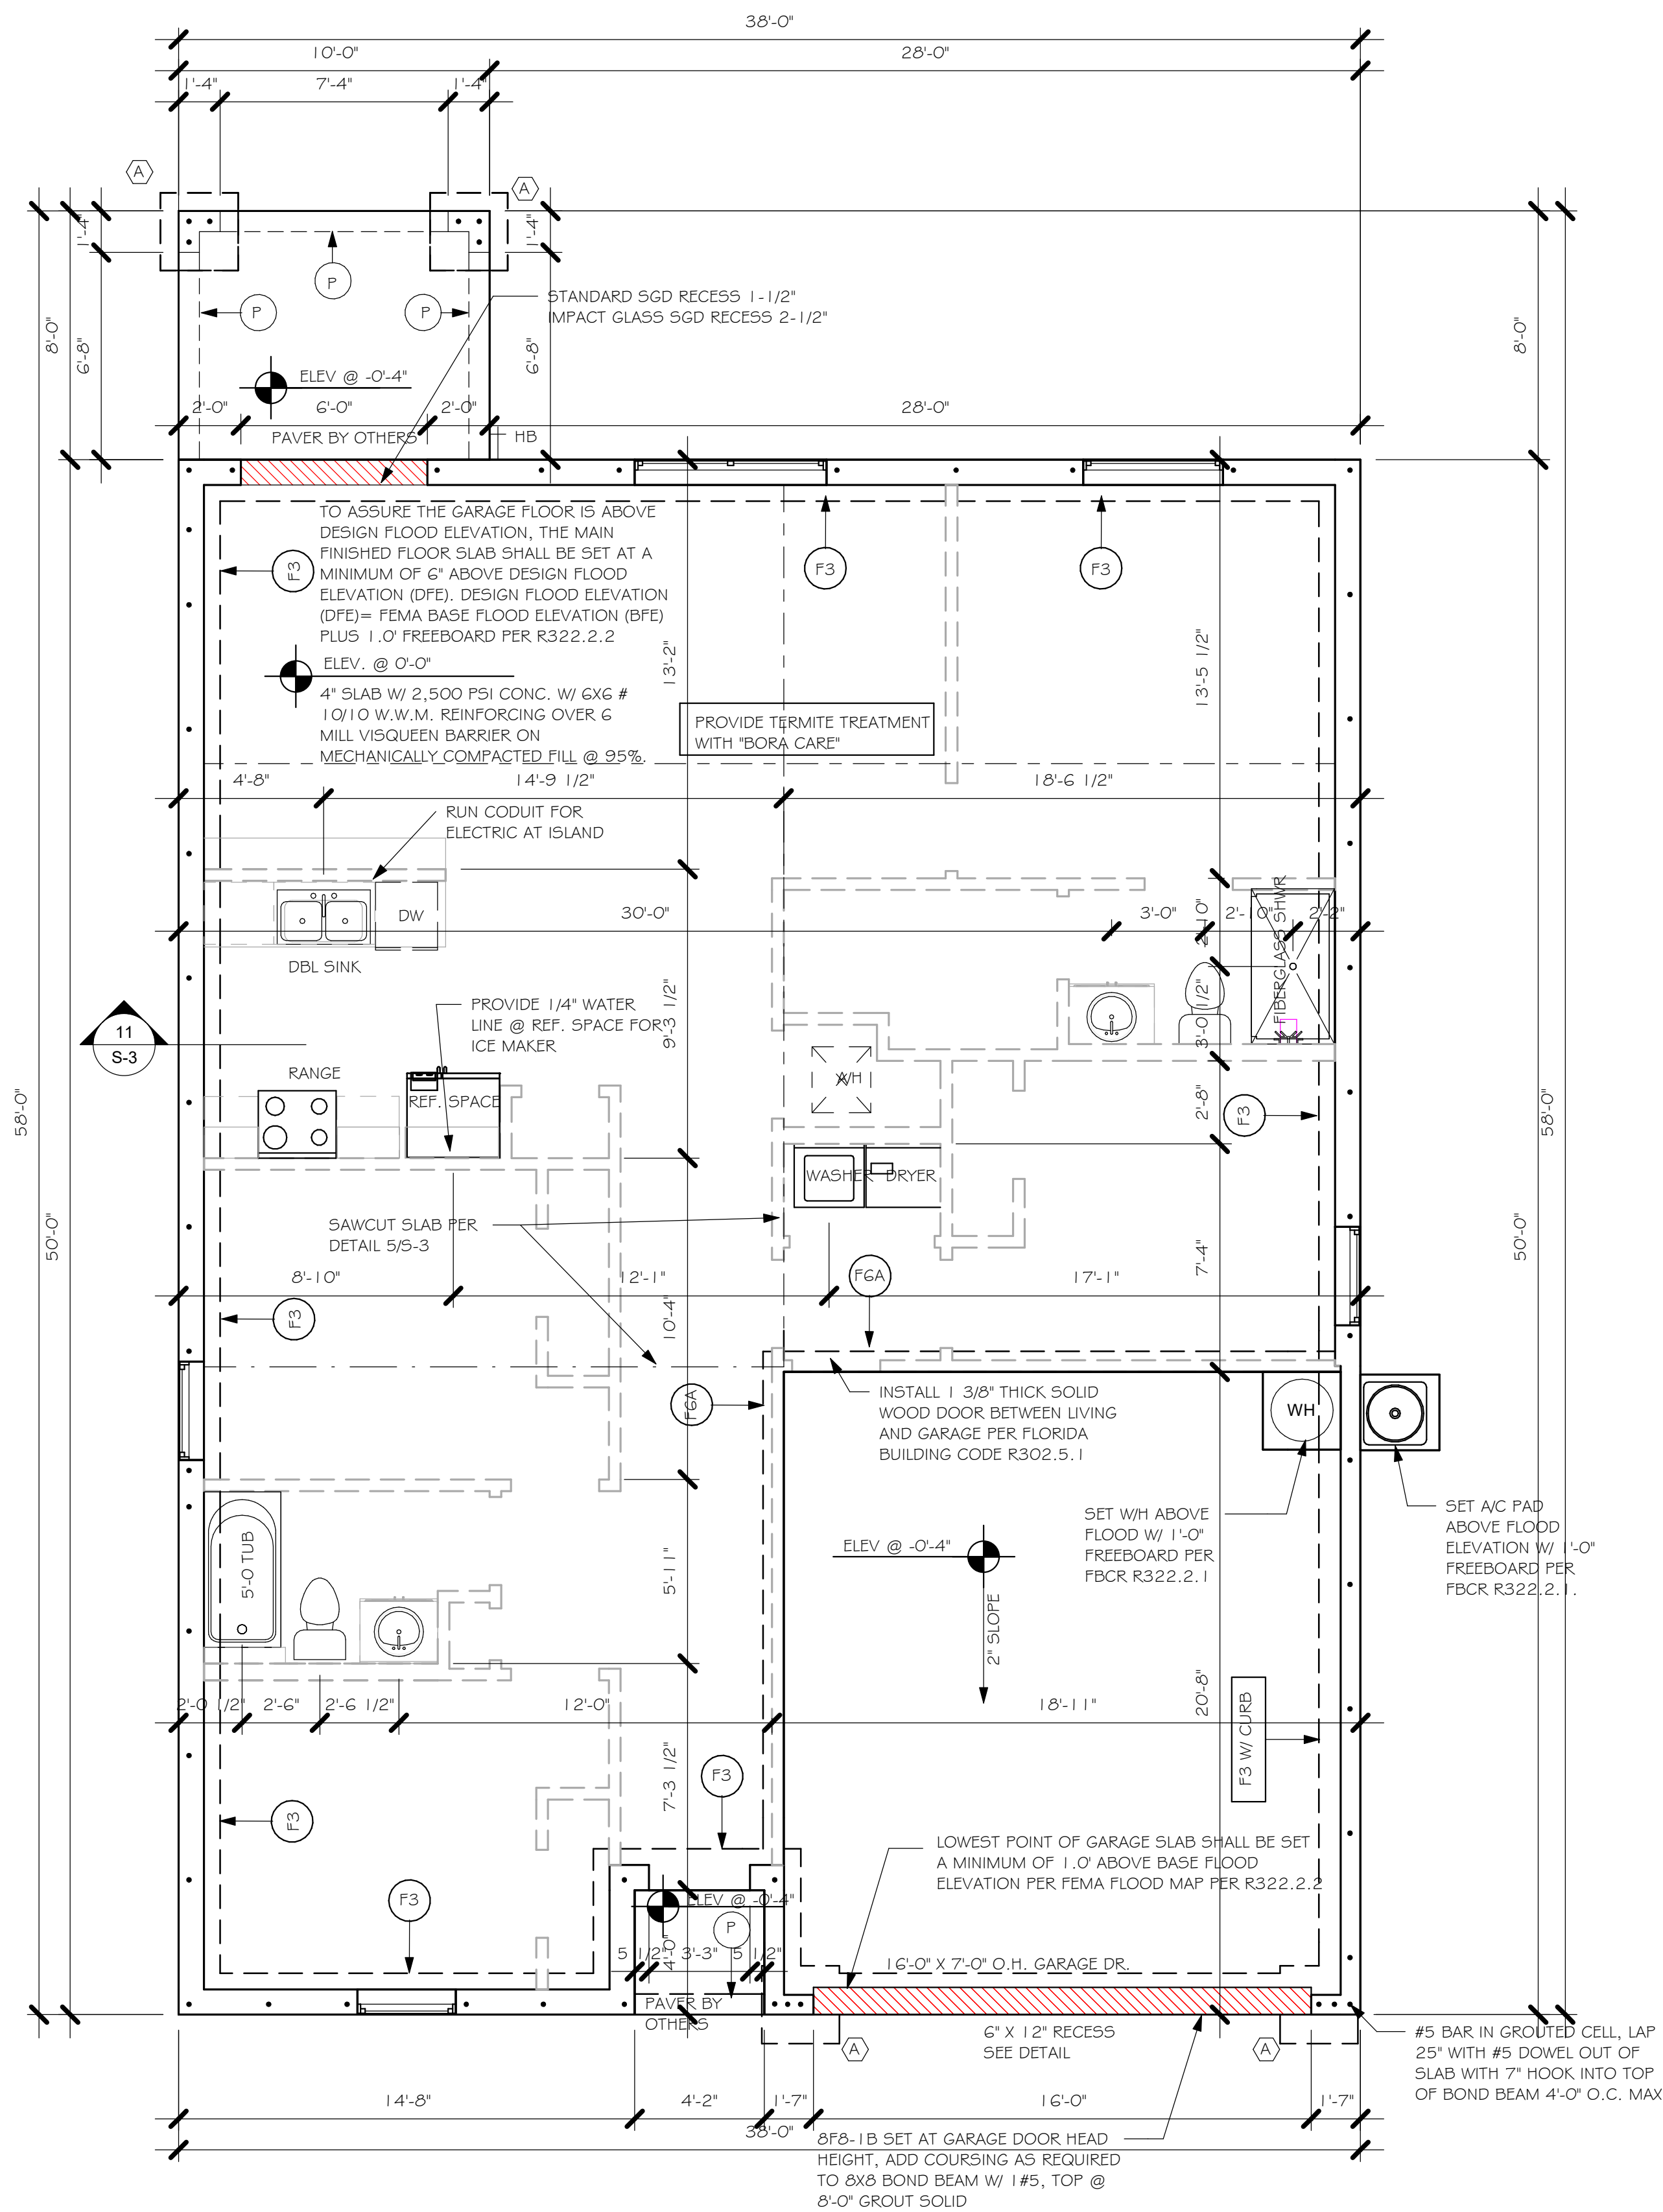 38'-0"
10'-0"
28'-0"
1'-4"
7'-4"
1'-4"
A
A
1'-4"
1'-4"
P
P
P
STANDARD SGD RECESS 1-1/2"
IMPACT GLASS SGD RECESS 2-1/2"
8'-0"
6'-8"
6'-8"
8'-0"
ELEV @ -0'-4"
2'-0"
6'-0"
2'-0"
28'-0"
PAVER BY OTHERS
HB
TO ASSURE THE GARAGE FLOOR IS ABOVE
DESIGN FLOOD ELEVATION, THE MAIN
FINISHED FLOOR SLAB SHALL BE SET AT A
MINIMUM OF 6" ABOVE DESIGN FLOOD
ELEVATION (DFE). DESIGN FLOOD ELEVATION
(DFE)= FEMA BASE FLOOD ELEVATION (BFE)
PLUS 1.0' FREEBOARD PER R322.2.2
F3
F3
F3
ELEV. @ 0'-0"
13'-2"
13'-5 1/2"
4" SLAB W/ 2,500 PSI CONC. W/ 6X6 #
10/10 W.W.M. REINFORCING OVER 6
MILL VISQUEEN BARRIER ON
MECHANICALLY COMPACTED FILL @ 95%.
PROVIDE TERMITE TREATMENT
WITH "BORA CARE"
4'-8"
14'-9 1/2"
18'-6 1/2"
RUN CODUIT FOR
ELECTRIC AT ISLAND
DW
30'-0"
3'-0"
2'-10"
2'-2"
2'-10"
FIBERGLASS SHWR
DBL SINK
PROVIDE 1/4" WATER
LINE @ REF. SPACE FOR
ICE MAKER
9'-3 1/2"
3'-0 1/2"
11
S-3
RANGE
REF. SPACE
A/H
2'-8"
F3
58'-0"
58'-0"
WASHER
DRYER
50'-0"
50'-0"
SAWCUT SLAB PER
DETAIL 5/S-3
7'-4"
8'-10"
12'-1"
F6A
17'-1"
F3
10'-4"
F6A
INSTALL 1 3/8" THICK SOLID
WOOD DOOR BETWEEN LIVING
AND GARAGE PER FLORIDA
BUILDING CODE R302.5.1
WH
SET W/H ABOVE
FLOOD W/ 1'-0"
FREEBOARD PER
FBCR R322.2.1
SET A/C PAD
ABOVE FLOOD
ELEVATION W/ 1'-0"
FREEBOARD PER
FBCR R322.2.1.
ELEV @ -0'-4"
5'-0 TUB
5'-11"
2" SLOPE
2'-0 1/2"
2'-6"
2'-6 1/2"
12'-0"
18'-11"
20'-8"
F3 W/ CURB
7'-3 1/2"
F3
F3
LOWEST POINT OF GARAGE SLAB SHALL BE SET
A MINIMUM OF 1.0' ABOVE BASE FLOOD
ELEVATION PER FEMA FLOOD MAP PER R322.2.2
F3
ELEV @ -0'-4"
P
5 1/2"
3'-3"
5 1/2"
4'-0"
16'-0" X 7'-0" O.H. GARAGE DR.
PAVER BY
OTHERS
6" X 12" RECESS
SEE DETAIL
A
A
#5 BAR IN GROUTED CELL, LAP
25" WITH #5 DOWEL OUT OF
SLAB WITH 7" HOOK INTO TOP
OF BOND BEAM 4'-0" O.C. MAX
14'-8"
4'-2"
1'-7"
16'-0"
1'-7"
38'-0"
8F8-1B SET AT GARAGE DOOR HEAD
HEIGHT, ADD COURSING AS REQUIRED
TO 8X8 BOND BEAM W/ 1#5, TOP @
8'-0" GROUT SOLID